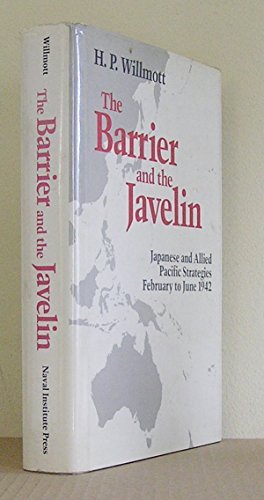 Willmott
The Barrier and the Javelin
Naval Institute Press
H. P. Willmott
The
Barrier
and the
Javelin
Japanese and Allied
Pacific Strategies
February to June 1942